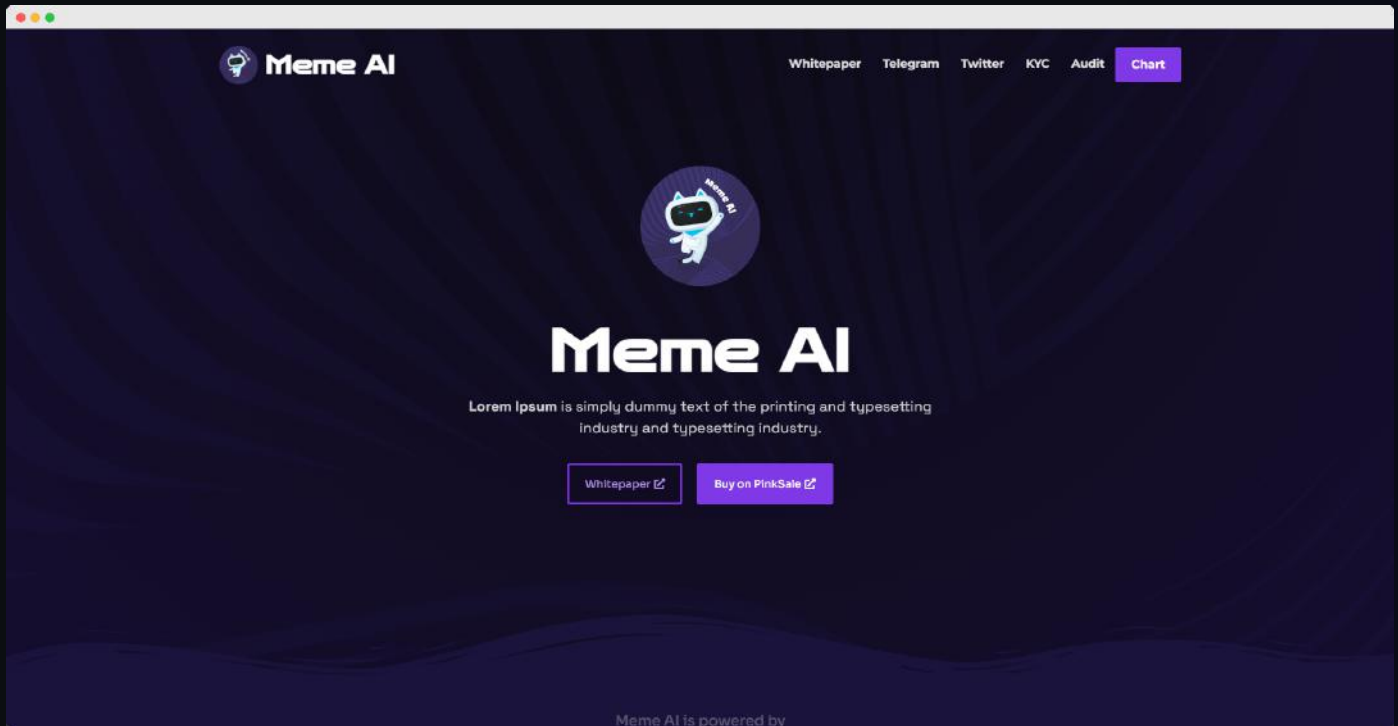 Meme AI
Whitepaper Telegram Twitter KYC Audit Chart
Meme AI
Meme AI
Lorem Ipsum is simply dummy text of the printing and typesetting
industry and typesetting industry.
Whitepaper Buy on PinkSale
Meme AI is powered by